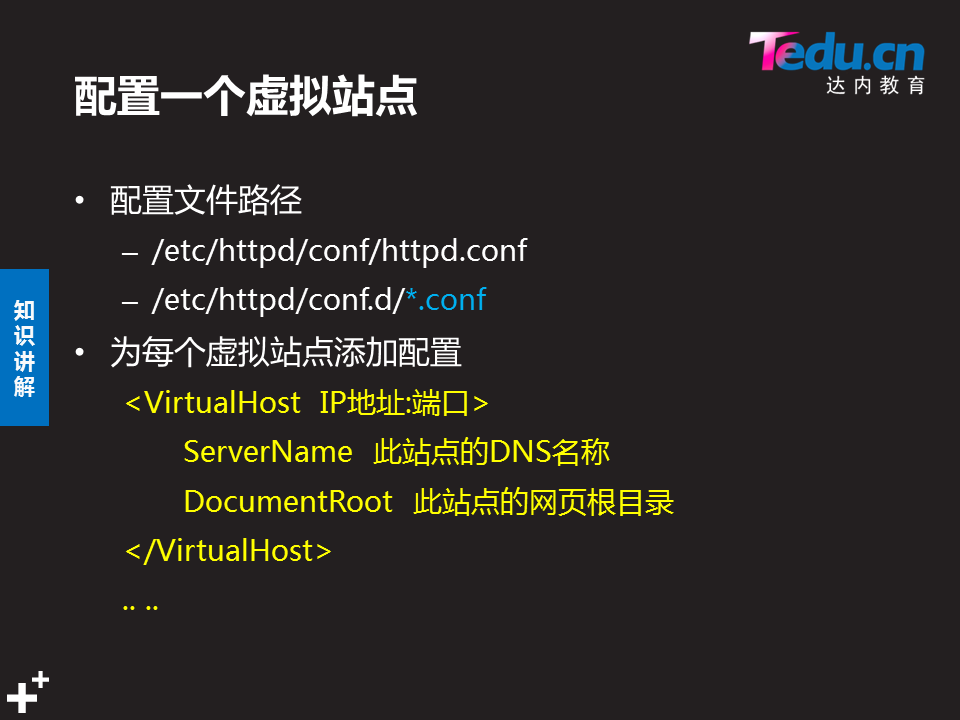 Tedu.cn
达内教育
配置一个虚拟站点
• 配置文件路径
– /etc/httpd/conf/httpd.conf
– /etc/httpd/conf.d/*.conf
• 为每个虚拟站点添加配置
<VirtualHost  IP地址:端口>
ServerName  此站点的DNS名称
DocumentRoot  此站点的网页根目录
</VirtualHost>
.. ..
知识讲解